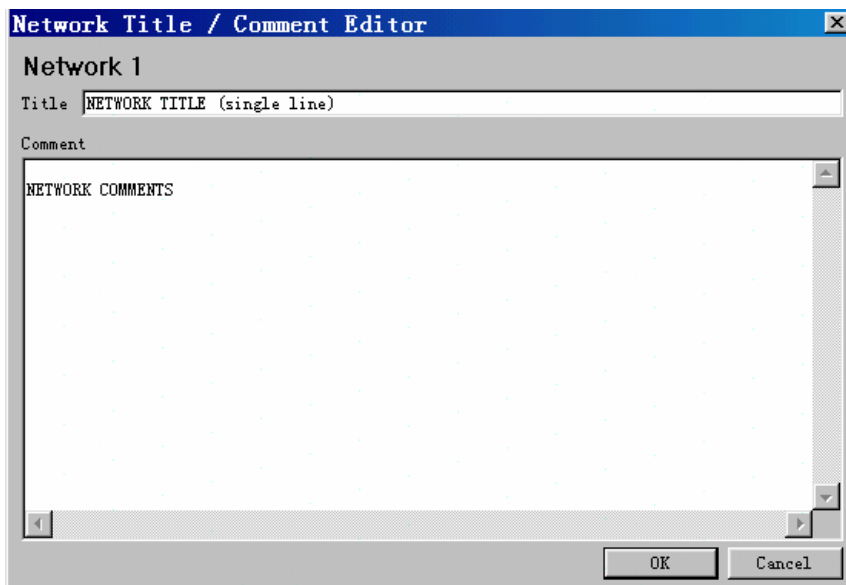 Network Title / Comment Editor
Network 1
Title NETWORK TITLE (single line)
Comment
NETWORK COMMENTS
OK Cancel